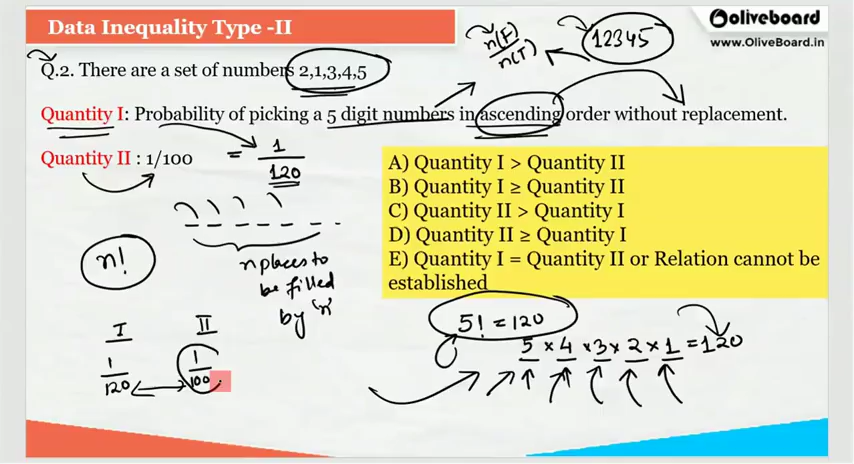 Data Inequality Type -II
Oliveboard
www.OliveBoard.in
n(F)/n(T)
12345
Q.2. There are a set of numbers 2,1,3,4,5
Quantity I: Probability of picking a 5 digit numbers in ascending order without replacement.
Quantity II : 1/100
= 1/120
A) Quantity I > Quantity II
B) Quantity I ≥ Quantity II
C) Quantity II > Quantity I
D) Quantity II ≥ Quantity I
E) Quantity I = Quantity II or Relation cannot be
established
n!
n places to
be filled
by 'n'
5! = 120
5 × 4 × 3 × 2 × 1 = 120
I II
1/120 1/100